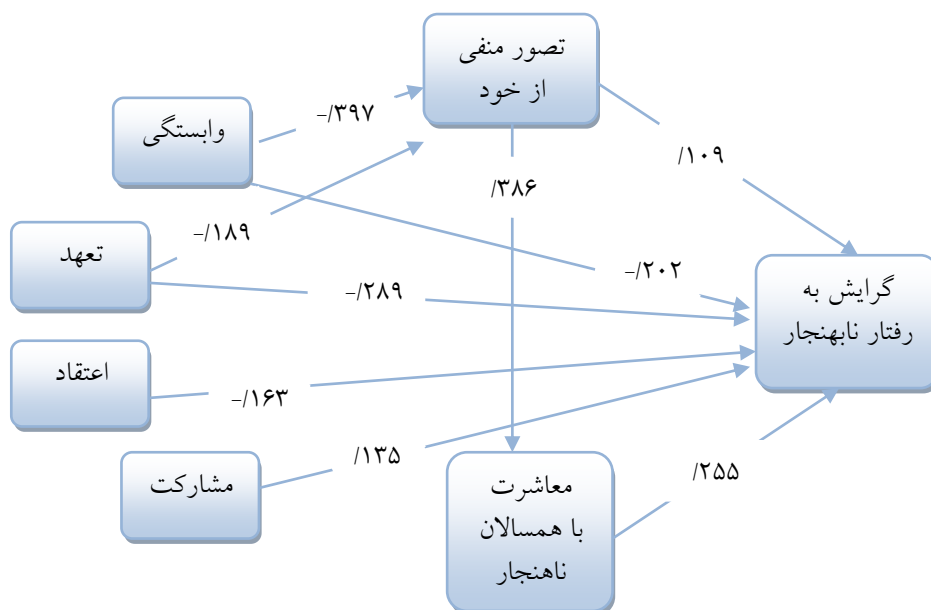 تصور منفی
از خود
وابستگی
-/۳۹۷
/۱۰۹
/۳۸۶
تعهد
-/۱۸۹
-/۲۰۲
گرایش به
رفتار نابهنجار
-/۲۸۹
اعتقاد
-/۱۶۳
/۱۳۵
مشارکت
معاشرت
با همسالان
ناهنجار
/۲۵۵